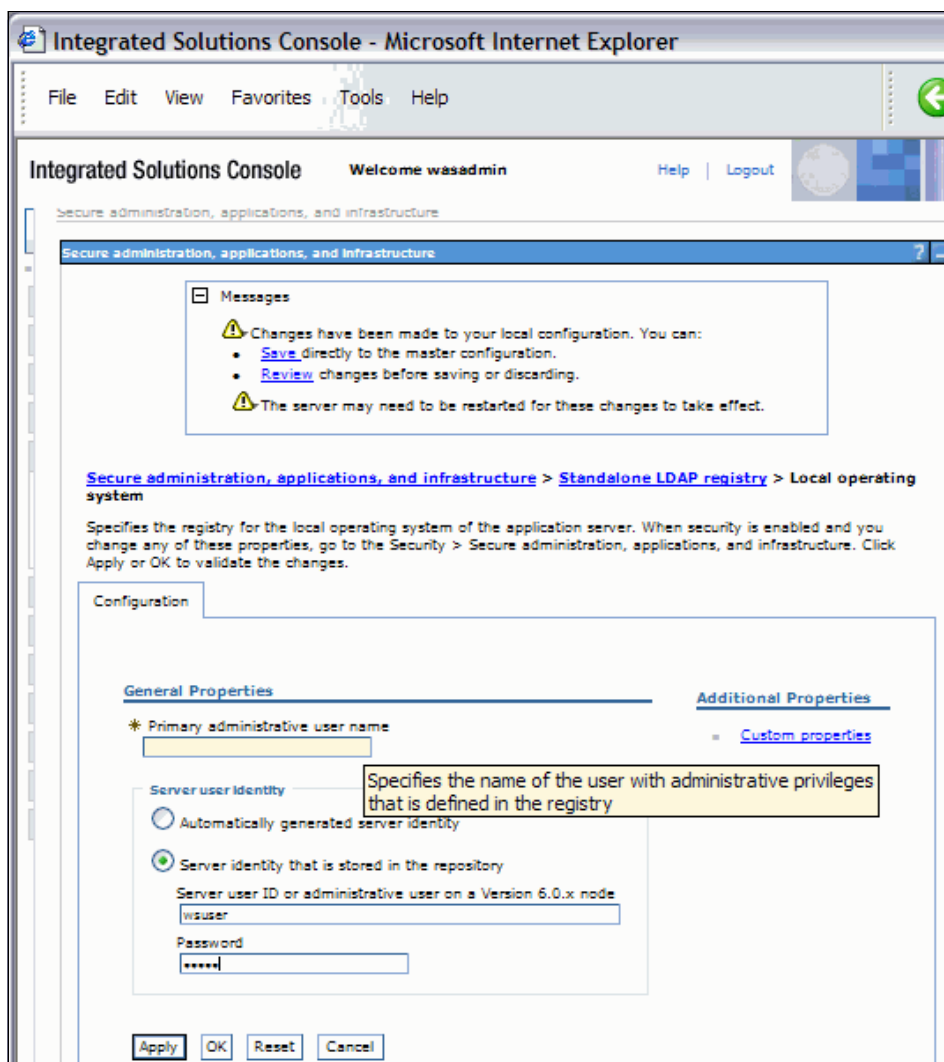 Integrated Solutions Console - Microsoft Internet Explorer
File Edit View Favorites Tools Help
Integrated Solutions Console Welcome wasadmin Help | Logout
Secure administration, applications, and infrastructure
Secure administration, applications, and infrastructure ? -
Messages
Changes have been made to your local configuration. You can:
• Save directly to the master configuration.
• Review changes before saving or discarding.
The server may need to be restarted for these changes to take effect.
Secure administration, applications, and infrastructure > Standalone LDAP registry > Local operating
system
Specifies the registry for the local operating system of the application server. When security is enabled and you
change any of these properties, go to the Security > Secure administration, applications, and infrastructure. Click
Apply or OK to validate the changes.
Configuration
General Properties
Additional Properties
* Primary administrative user name
Custom properties
Specifies the name of the user with administrative privileges
that is defined in the registry
Server user identity
Automatically generated server identity
Server identity that is stored in the repository
Server user ID or administrative user on a Version 6.0.x node
wsuser
Password
•••••
Apply OK Reset Cancel